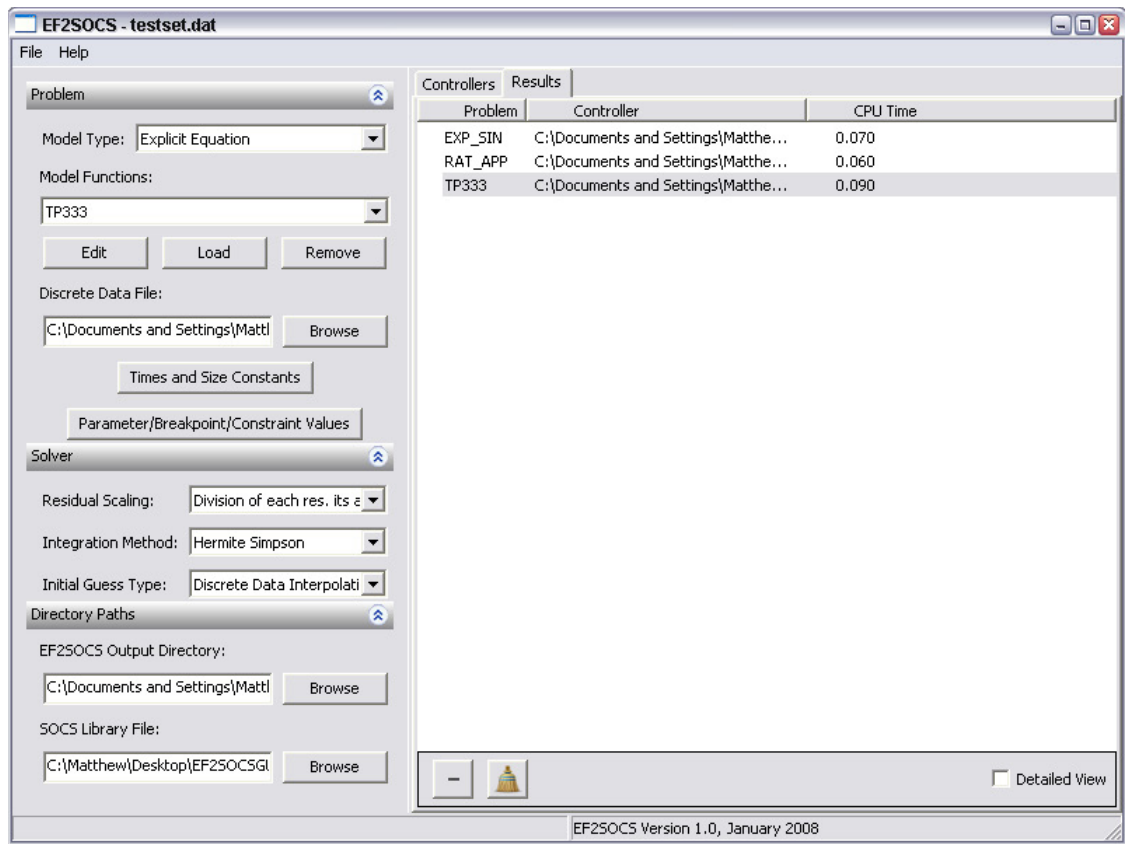 EF2SOCS - testset.dat
File Help
Problem
Model Type: Explicit Equation
Model Functions:
TP333
Edit Load Remove
Discrete Data File:
C:\Documents and Settings\Mattl Browse
Times and Size Constants
Parameter/Breakpoint/Constraint Values
Solver
Residual Scaling: Division of each res. its a
Integration Method: Hermite Simpson
Initial Guess Type: Discrete Data Interpolati
Directory Paths
EF2SOCS Output Directory:
C:\Documents and Settings\Mattl Browse
SOCS Library File:
C:\Matthew\Desktop\EF2SOCSGU Browse
Controllers Results
Problem Controller CPU Time
EXP_SIN C:\Documents and Settings\Matthe... 0.070
RAT_APP C:\Documents and Settings\Matthe... 0.060
TP333 C:\Documents and Settings\Matthe... 0.090
Detailed View
EF2SOCS Version 1.0, January 2008